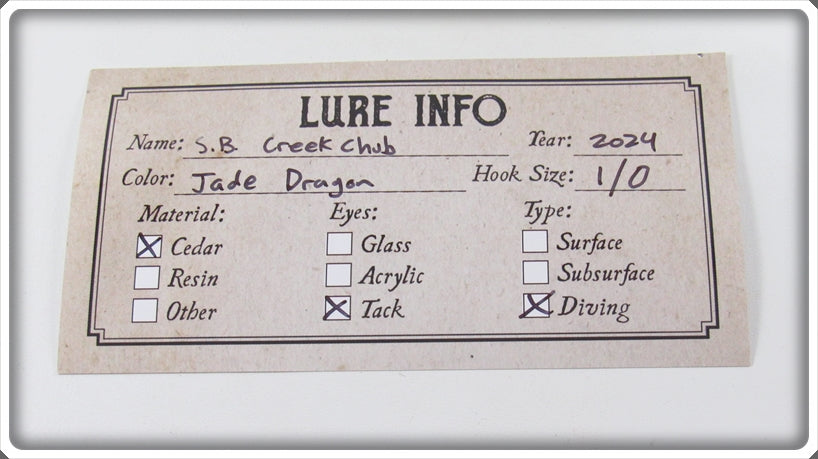 LURE INFO
Name: S.B. Creek Chub Year: 2024
Color: Jade Dragon Hook Size: 1/0
Material: Eyes: Type:
Cedar Glass Surface
Resin Acrylic Subsurface
Other Tack Diving